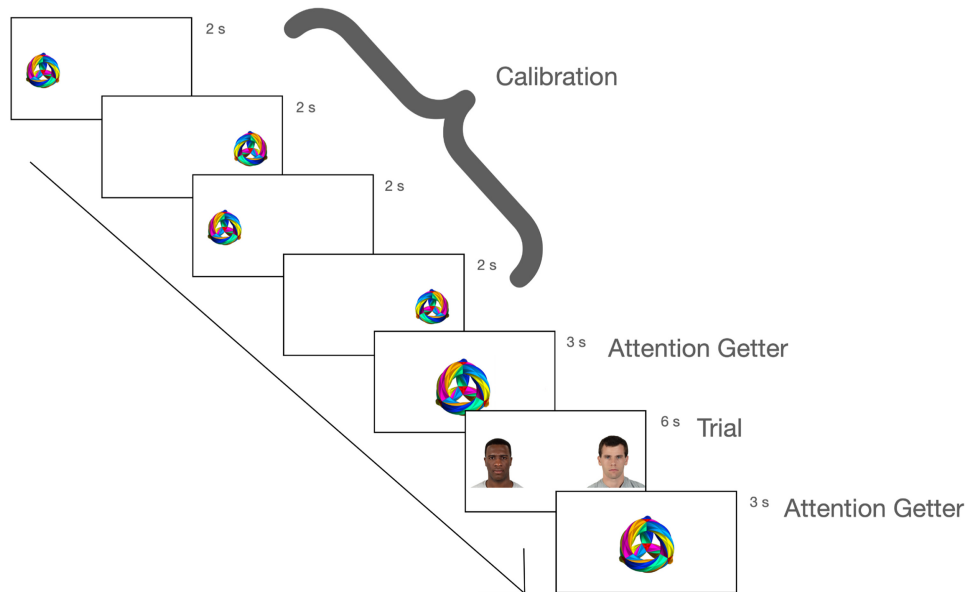 2 s
2 s
Calibration
2 s
2 s
3 s Attention Getter
6 s Trial
3 s Attention Getter